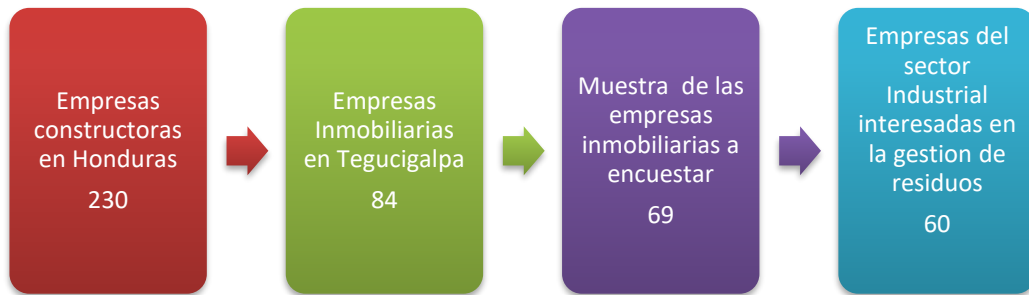 Empresas
constructoras
en Honduras
230
Empresas
Inmobiliarias
en Tegucigalpa
84
Muestra de las
empresas
inmobiliarias a
encuestar
69
Empresas del
sector
Industrial
interesadas en
la gestion de
residuos
60